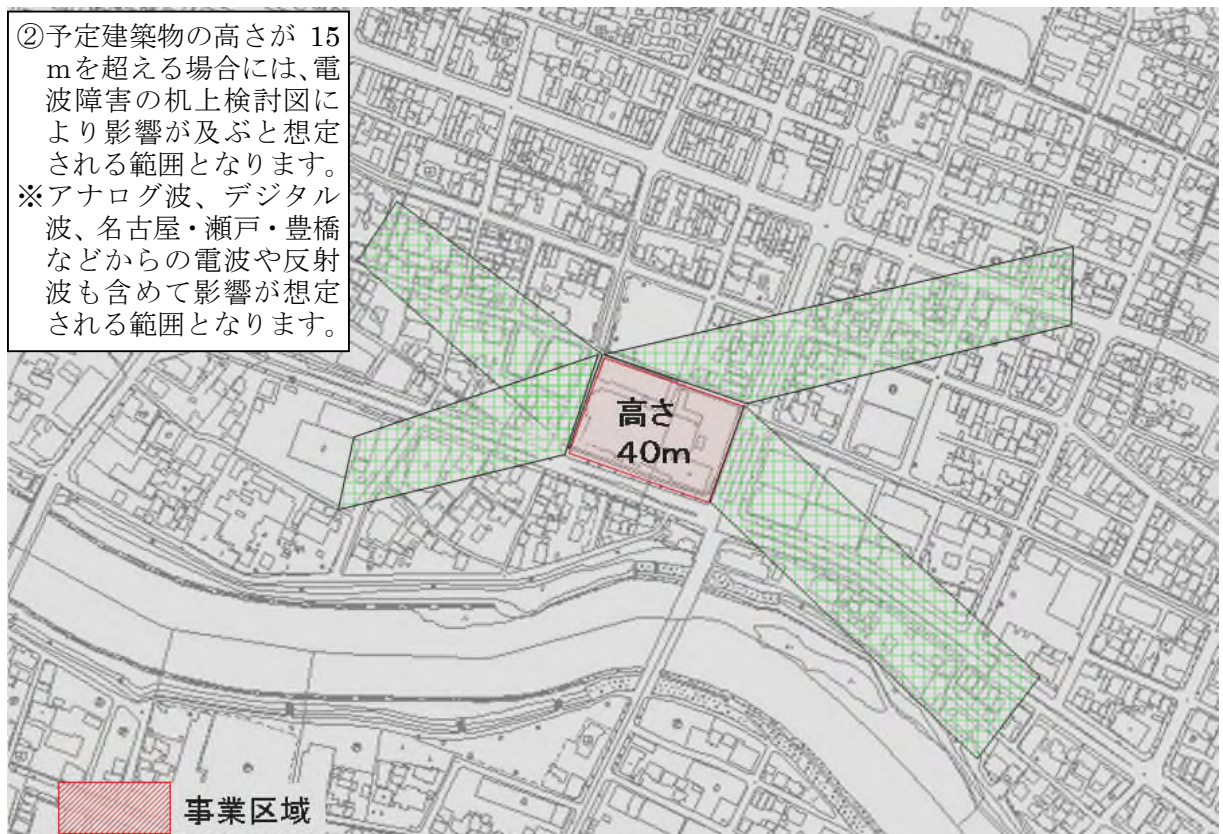 ②予定建築物の高さが 15
mを超える場合には、電
波障害の机上検討図に
より影響が及ぶと想定
される範囲となります。
※アナログ波、デジタル
波、名古屋・瀬戸・豊橋
などからの電波や反射
波も含めて影響が想定
される範囲となります。
高さ
40m
事業区域